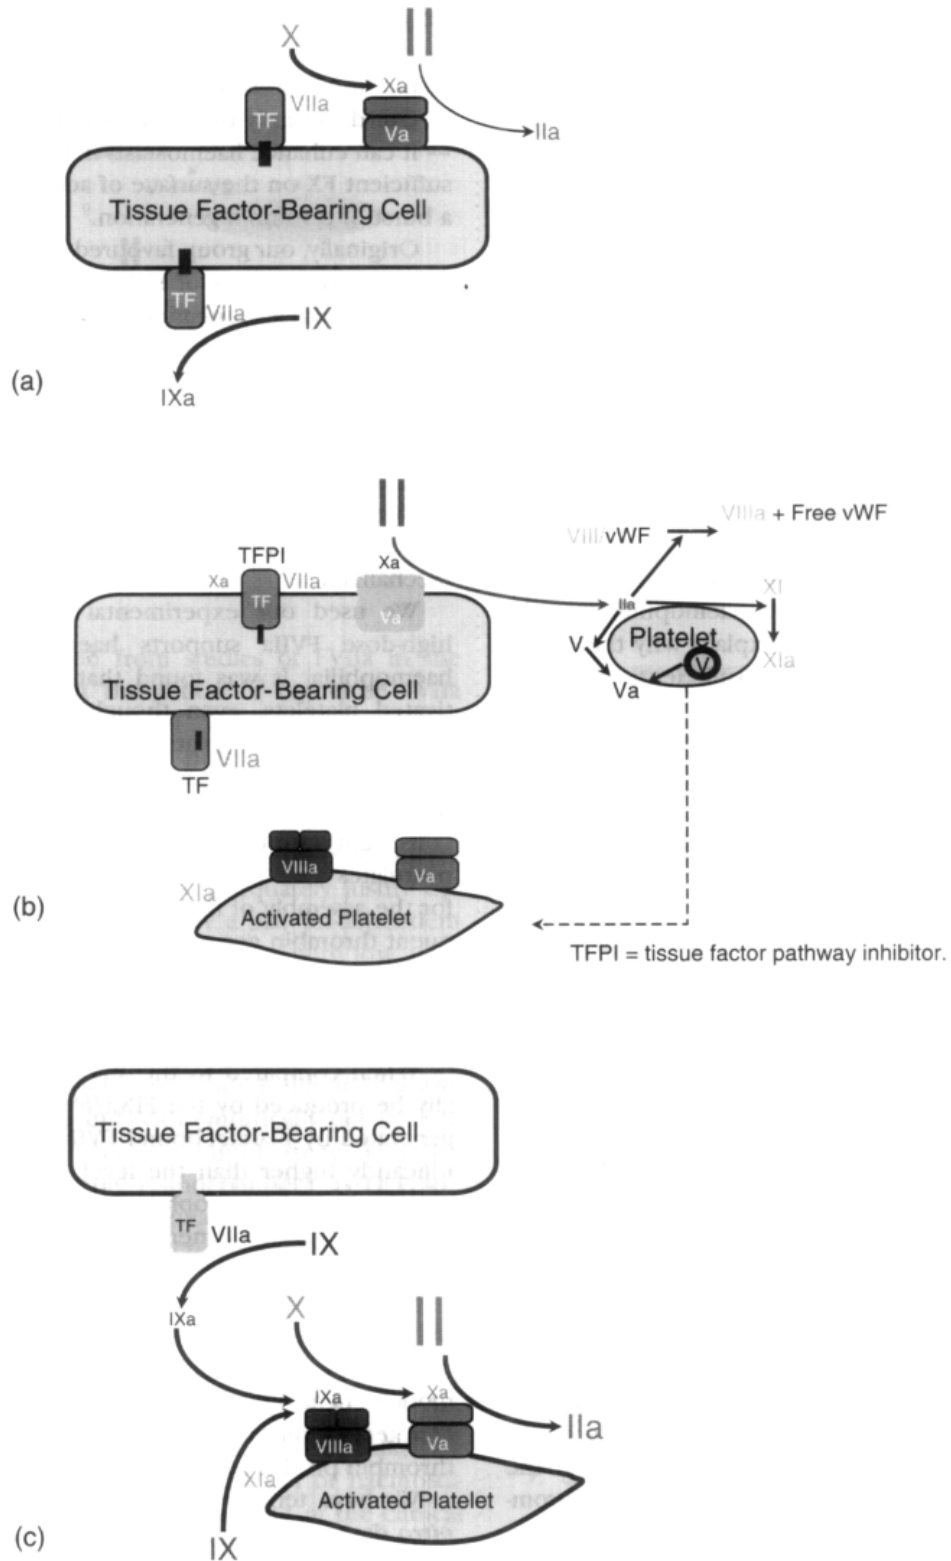 X
II
Xa
VIIa
TF
Va
IIa
Tissue Factor-Bearing Cell
TF
VIIa
IX
(a)
IXa
II
VIIIa + Free vWF
VIII/vWF
TFPI
Xa
Xa
VIIa
TF
Va
IIa
XI
V
Platelet
V
XIa
Va
Tissue Factor-Bearing Cell
VIIa
TF
VIIIa
Va
XIa
(b)
Activated Platelet
TFPI = tissue factor pathway inhibitor.
Tissue Factor-Bearing Cell
TF
VIIa
IX
IXa
X
II
IXa
Xa
IIa
VIIIa
Va
XIa
Activated Platelet
(c)
IX